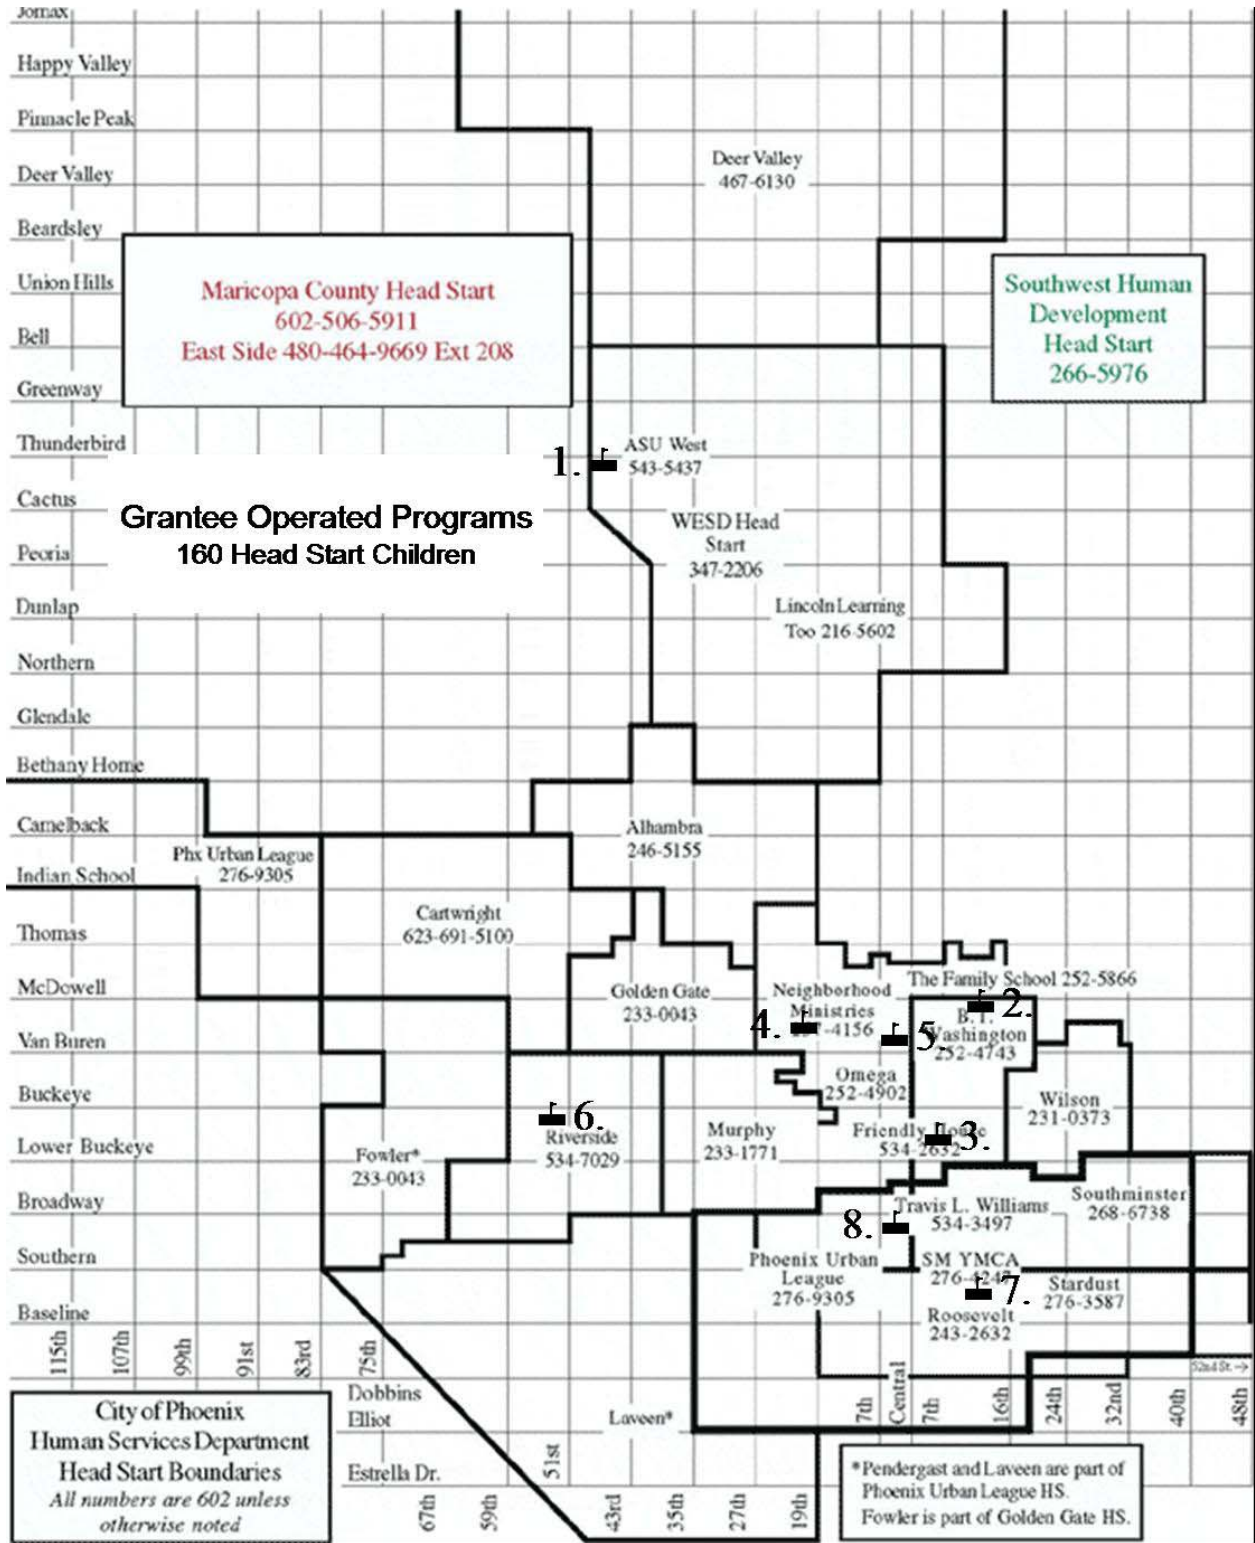 Jomax
Happy Valley
Pinnacle Peak
Deer Valley
Beardsley
Union Hills
Bell
Greenway
Thunderbird
Cactus
Peoria
Dunlap
Northern
Glendale
Bethany Home
Camelback
Indian School
Thomas
McDowell
Van Buren
Buckeye
Lower Buckeye
Broadway
Southern
Baseline
Deer Valley
467-6130
Maricopa County Head Start
602-506-5911
East Side 480-464-9669 Ext 208
Southwest Human
Development
Head Start
266-5976
1.
ASU West
543-5437
Grantee Operated Programs
160 Head Start Children
WESD Head
Start
347-2206
Lincoln Learning
Too 216-5602
Alhambra
246-5155
Phx Urban League
276-9305
Cartwright
623-691-5100
Golden Gate
233-0043
Neighborhood
Ministries
7-4156
4.
The Family School 252-5866
2.
B.T.
Washington
252-4743
5.
Omega
252-4902
Wilson
231-0373
6.
Riverside
534-7029
Murphy
233-1771
Friendly House
534-2632
3.
Fowler*
233-0043
Travis L. Williams
534-3497
8.
Southminster
268-6738
Phoenix Urban
League
276-9305
SM YMCA
276-4247
7.
Stardust
276-3587
Roosevelt
243-2632
115th
107th
99th
91st
83rd
75th
67th
59th
51st
43rd
35th
27th
19th
7th
Central
7th
16th
24th
32nd
40th
48th
52nd St. →
Dobbins
Elliot
Estrella Dr.
Laveen*
City of Phoenix
Human Services Department
Head Start Boundaries
All numbers are 602 unless
otherwise noted
*Pendergast and Laveen are part of
Phoenix Urban League HS.
Fowler is part of Golden Gate HS.